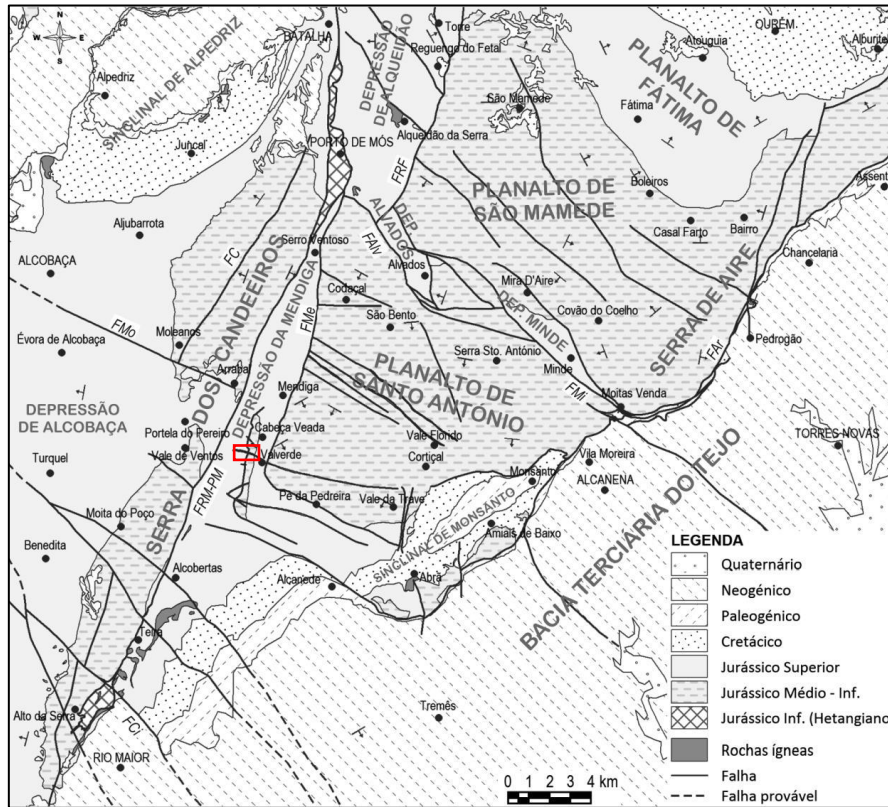 N
W E
S
BATALHA
Torre
Reguengo do Fetal
OURÉM
Atouguia
SINCLINAL DE ALPEDRIZ
Alpedriz
DEPRESSÃO
DE ALQUEIDÃO
São Mamede
Fátima
PLANALTO DE
FÁTIMA
Alqueidão da Serra
Juncal
PORTO DE MÓS
FRF
PLANALTO DE
SÃO MAMEDE
Boleiros
Casal Farto
Bairro
Aljubarrota
FC
Serro Ventoso
DEP.
ALVADOS
FAlv
Alvados
Chancelaria
ALCOBAÇA
Codaçal
Mira D'Aire
SERRA DE AIRE
FMo
FMe
São Bento
DEP. MINDE
Covão do Coelho
Pedrogão
Évora de Alcobaça
Moleanos
Serra Sto. António
Minde
FAr
Arrabal
PLANALTO DE
SANTO ANTÓNIO
FMi
DEPRESSÃO
DE ALCOBAÇA
SERRA DOS CANDEEIROS
DEPRESSÃO DA MENDIGA
Mendiga
Moitas Venda
Portela do Pereiro
Cabeça Veada
Vale Florido
TORRES NOVAS
Vale de Ventos
Valverde
Cortiçal
Vila Moreira
Turquel
FRM-PM
Monsanto
ALCANENA
Pé da Pedreira
Vale da Trave
Moita do Poço
SINCLINAL DE MONSANTO
Amiais de Baixo
BACIA TERCIÁRIA DO TEJO
Benedita
Alcobertas
Alcanede
Abrã
Teira
Alto da Serra
FCl
Tremês
RIO MAIOR
0 1 2 3 4 km
LEGENDA
Quaternário
Neogénico
Paleogénico
Cretácico
Jurássico Superior
Jurássico Médio - Inf.
Jurássico Inf. (Hetangiano
Rochas ígneas
Falha
Falha provável